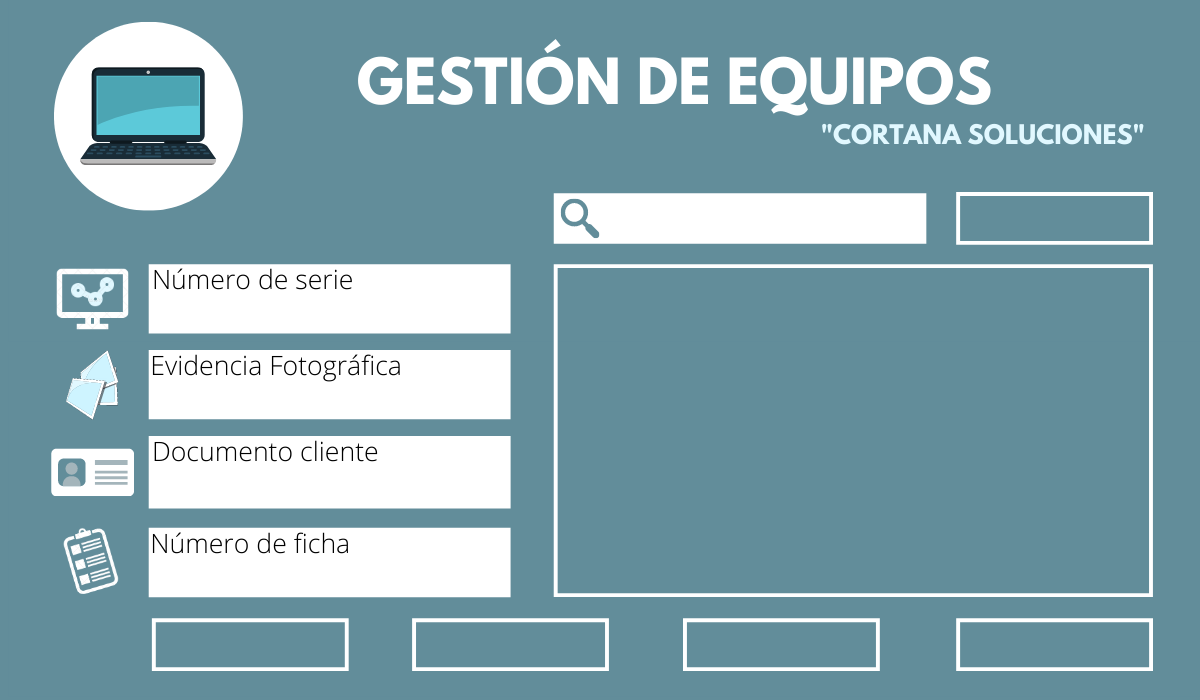 GESTIÓN DE EQUIPOS
"CORTANA SOLUCIONES"
Número de serie
Evidencia Fotográfica
Documento cliente
Número de ficha